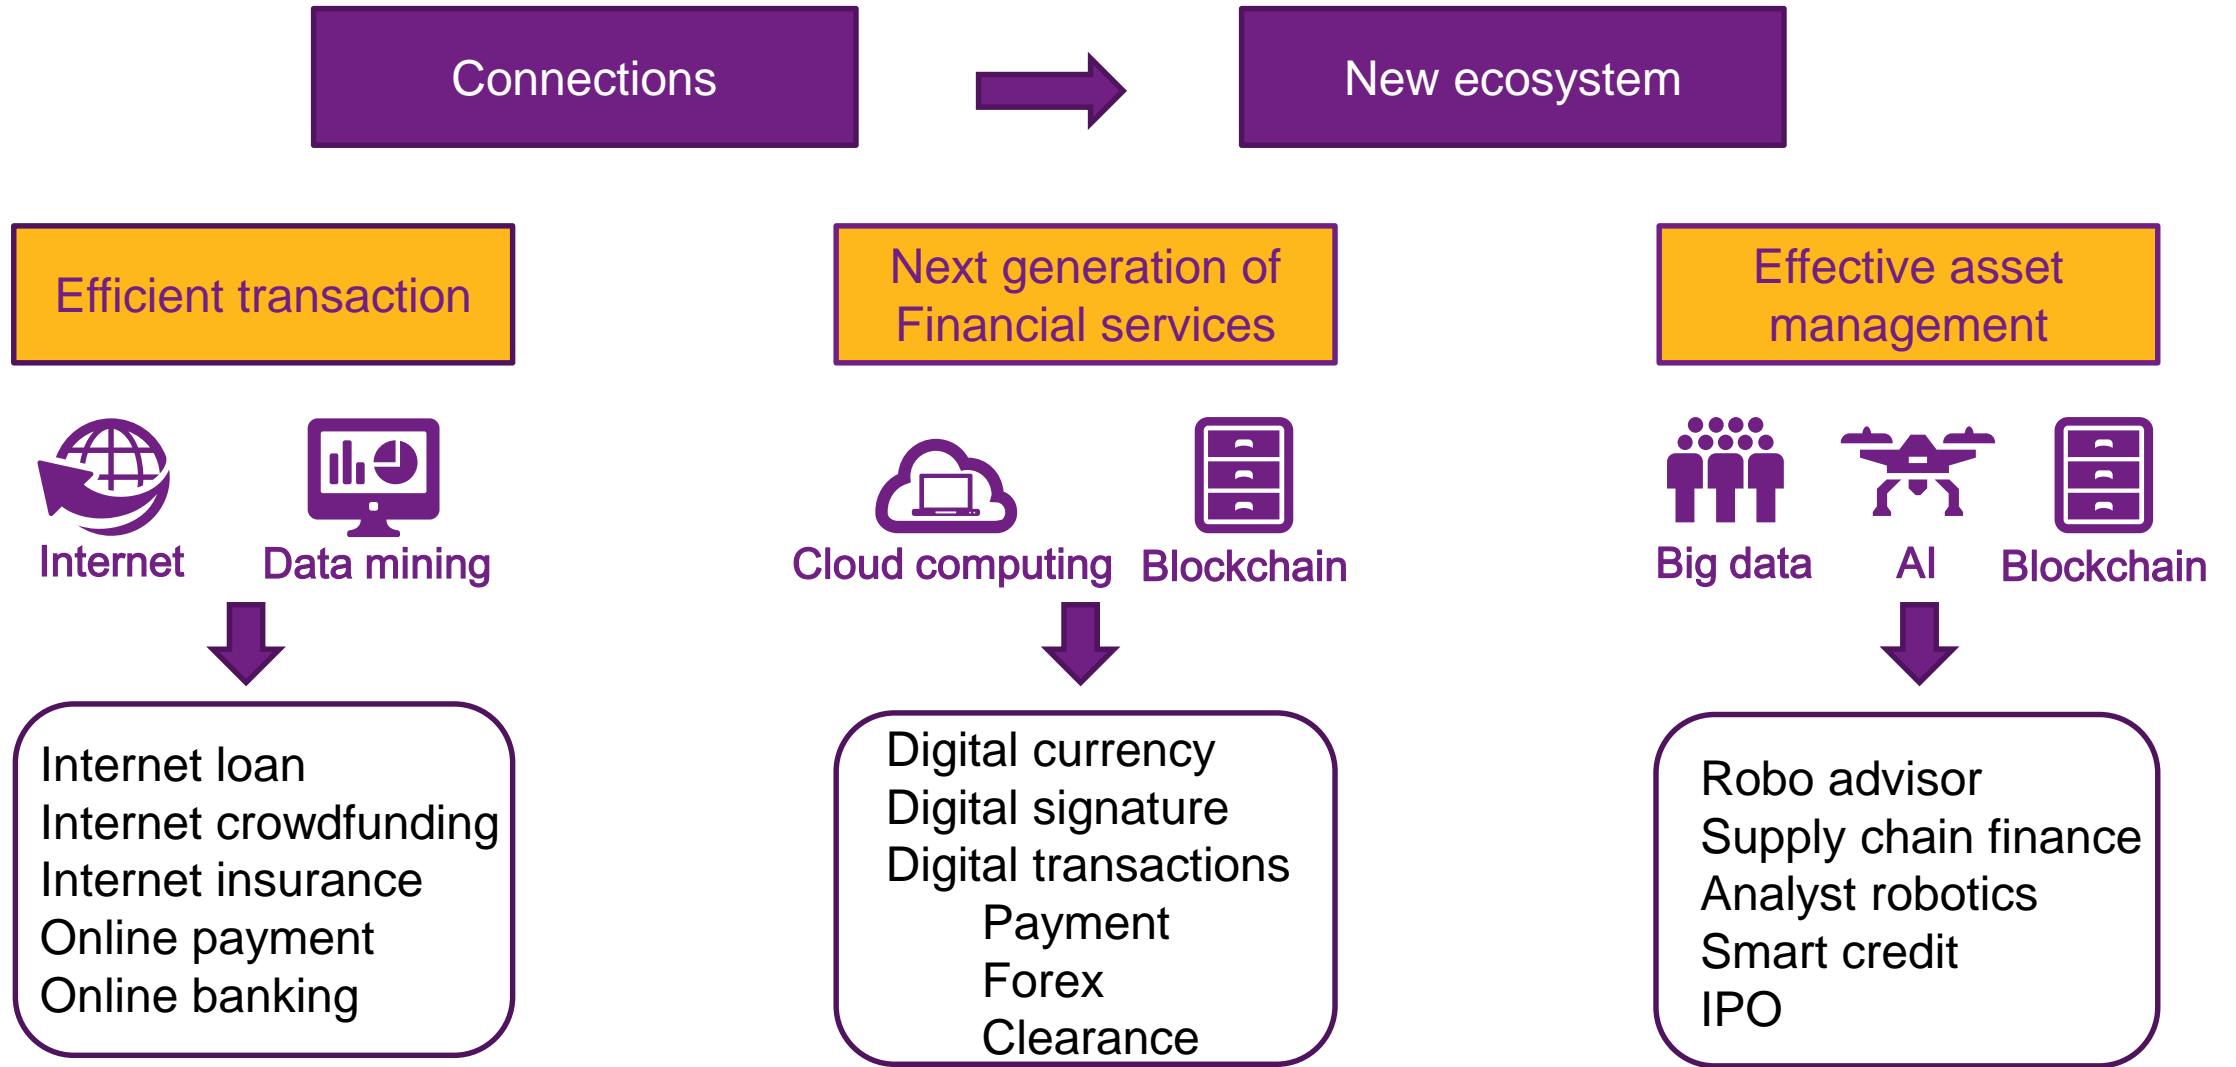 Connections
New ecosystem
Efficient transaction
Next generation of
Financial services
Effective asset
management
Internet
Data mining
Cloud computing
Blockchain
Big data
AI
Blockchain
Internet loan
Internet crowdfunding
Internet insurance
Online payment
Online banking
Digital currency
Digital signature
Digital transactions
Payment
Forex
Clearance
Robo advisor
Supply chain finance
Analyst robotics
Smart credit
IPO